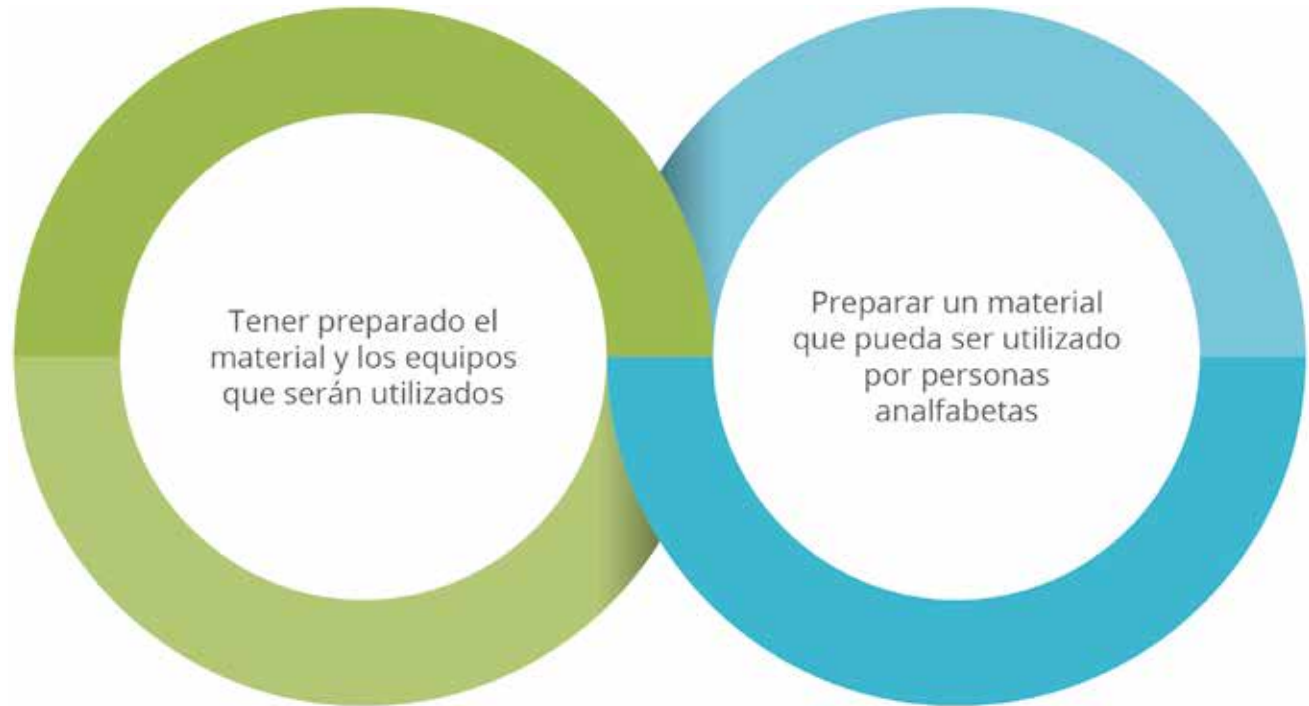 Tener preparado el
material y los equipos
que serán utilizados
Preparar un material
que pueda ser utilizado
por personas
analfabetas